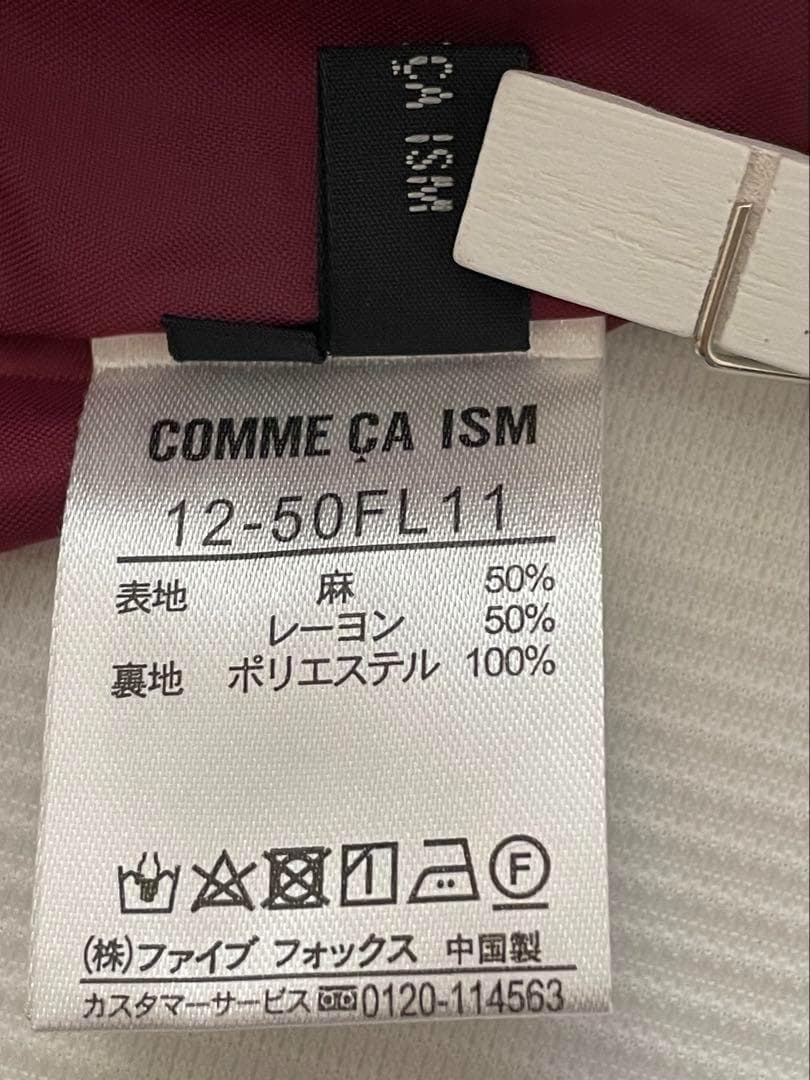 ÇA ISM
COMME ÇA ISM
12-50FL11
表地 麻 50%
レーヨン 50%
裏地 ポリエステル 100%
F
(株)ファイブ フォックス 中国製
カスタマーサービス 0120-114563